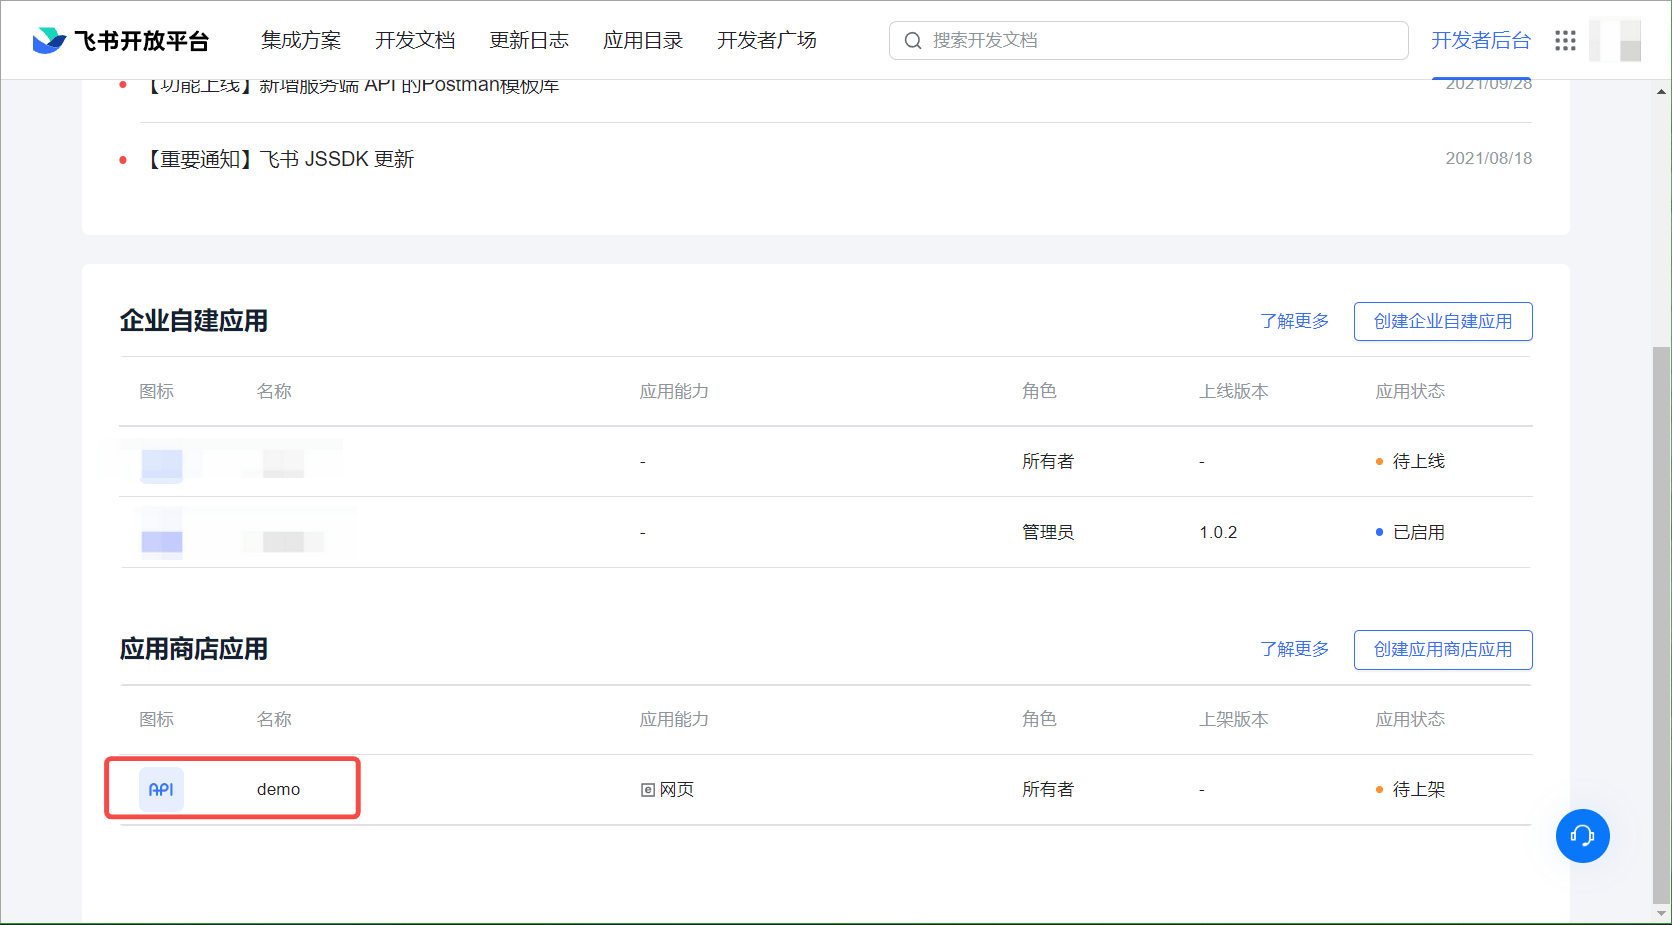 飞书开放平台 集成方案 开发文档 更新日志 应用目录 开发者广场 搜索开发文档 开发者后台
【功能上线】新增服务端 API 的Postman模板库 2021/09/28
【重要通知】飞书 JSSDK 更新 2021/08/18
企业自建应用 了解更多 创建企业自建应用
图标 名称 应用能力 角色 上线版本 应用状态
- 所有者 - 待上线
- 管理员 1.0.2 已启用
应用商店应用 了解更多 创建应用商店应用
图标 名称 应用能力 角色 上架版本 应用状态
API demo 网页 所有者 - 待上架